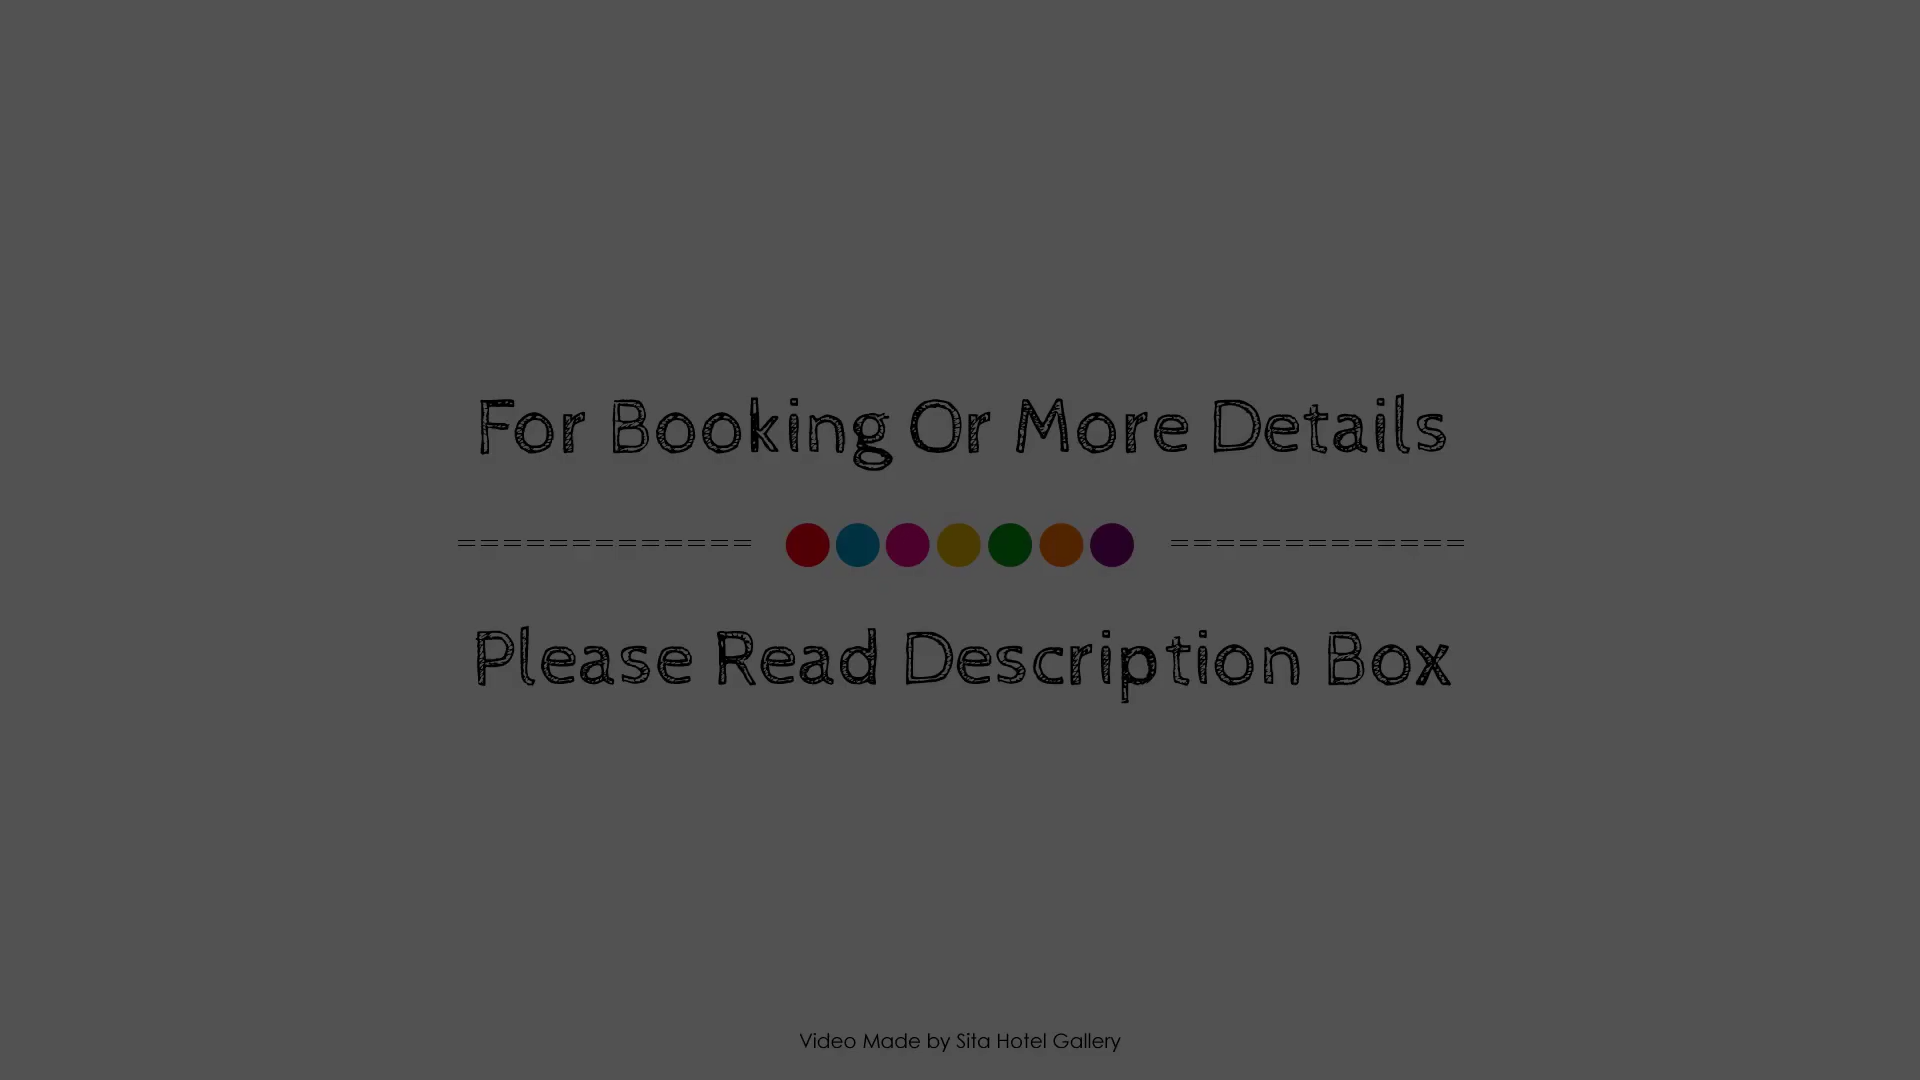 For Booking Or More Details
============= =============
Please Read Description Box
Video Made by Sita Hotel Gallery